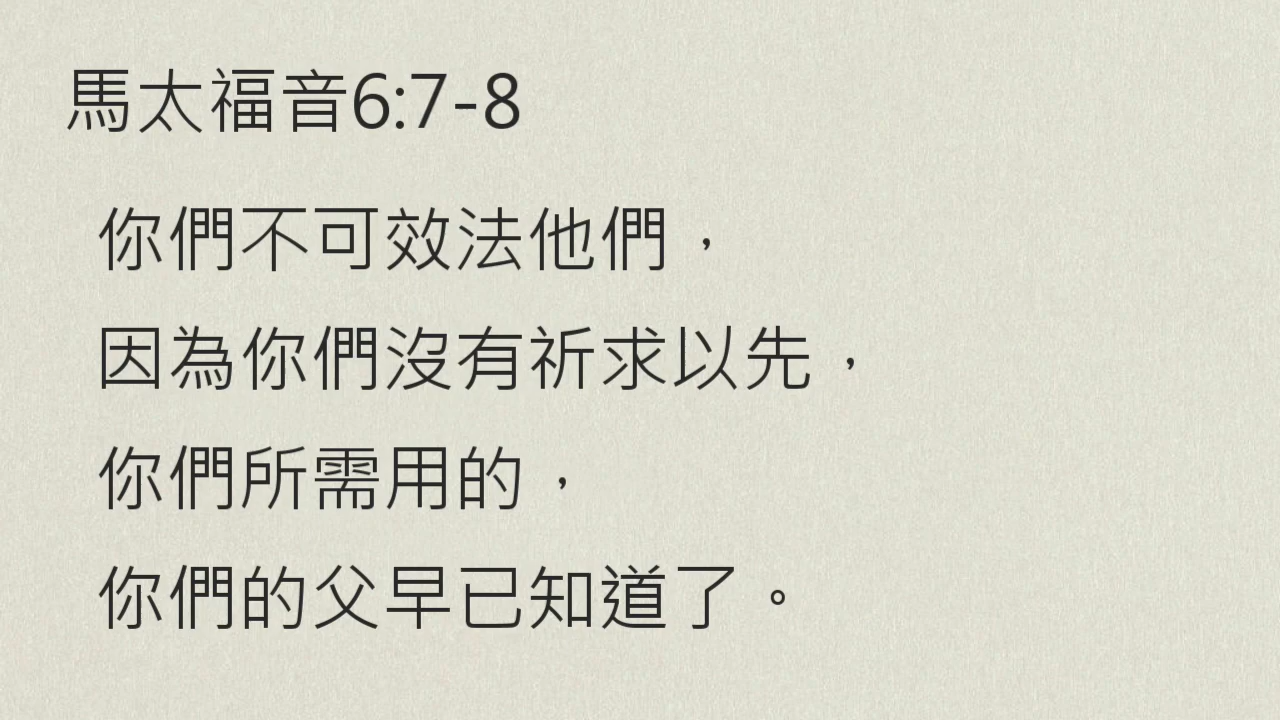 馬太福音6:7-8
你們不可效法他們，
因為你們沒有祈求以先，
你們所需用的，
你們的父早已知道了。